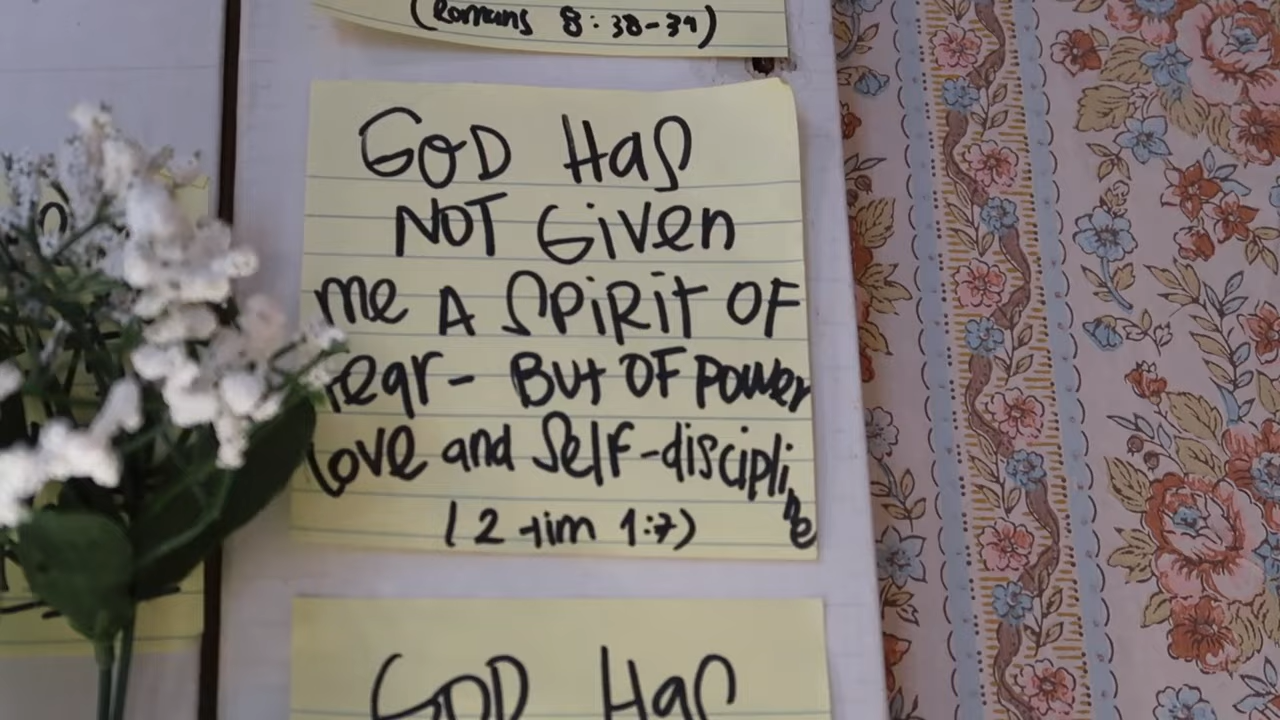 (Romans 8:38-39)
GOD Has
NOT Given
me A Spirit OF
Fear - But OF Power
Love and Self-discipline
(2 tim 1:7)
GOD Has